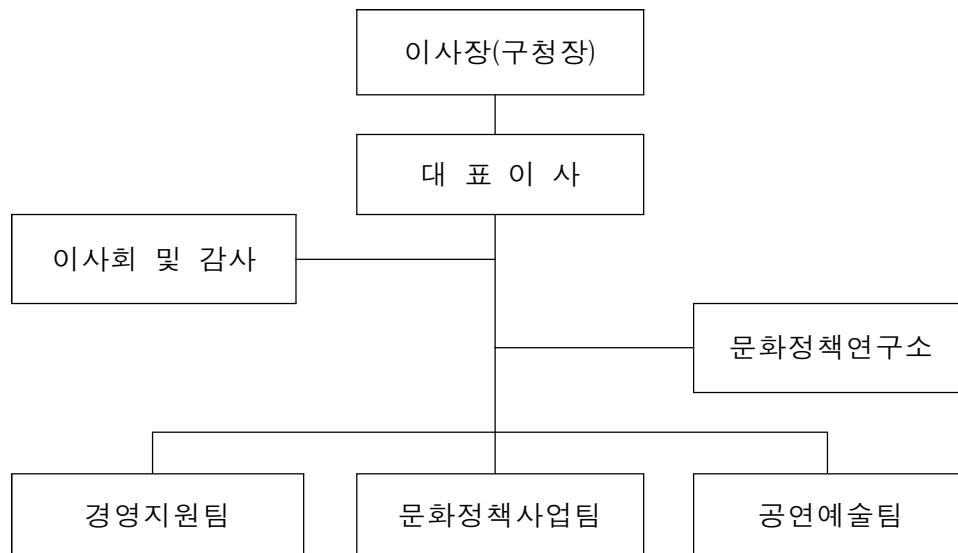 이사장(구청장)
대 표 이 사
이사회 및 감사
문화정책연구소
경영지원팀
문화정책사업팀
공연예술팀